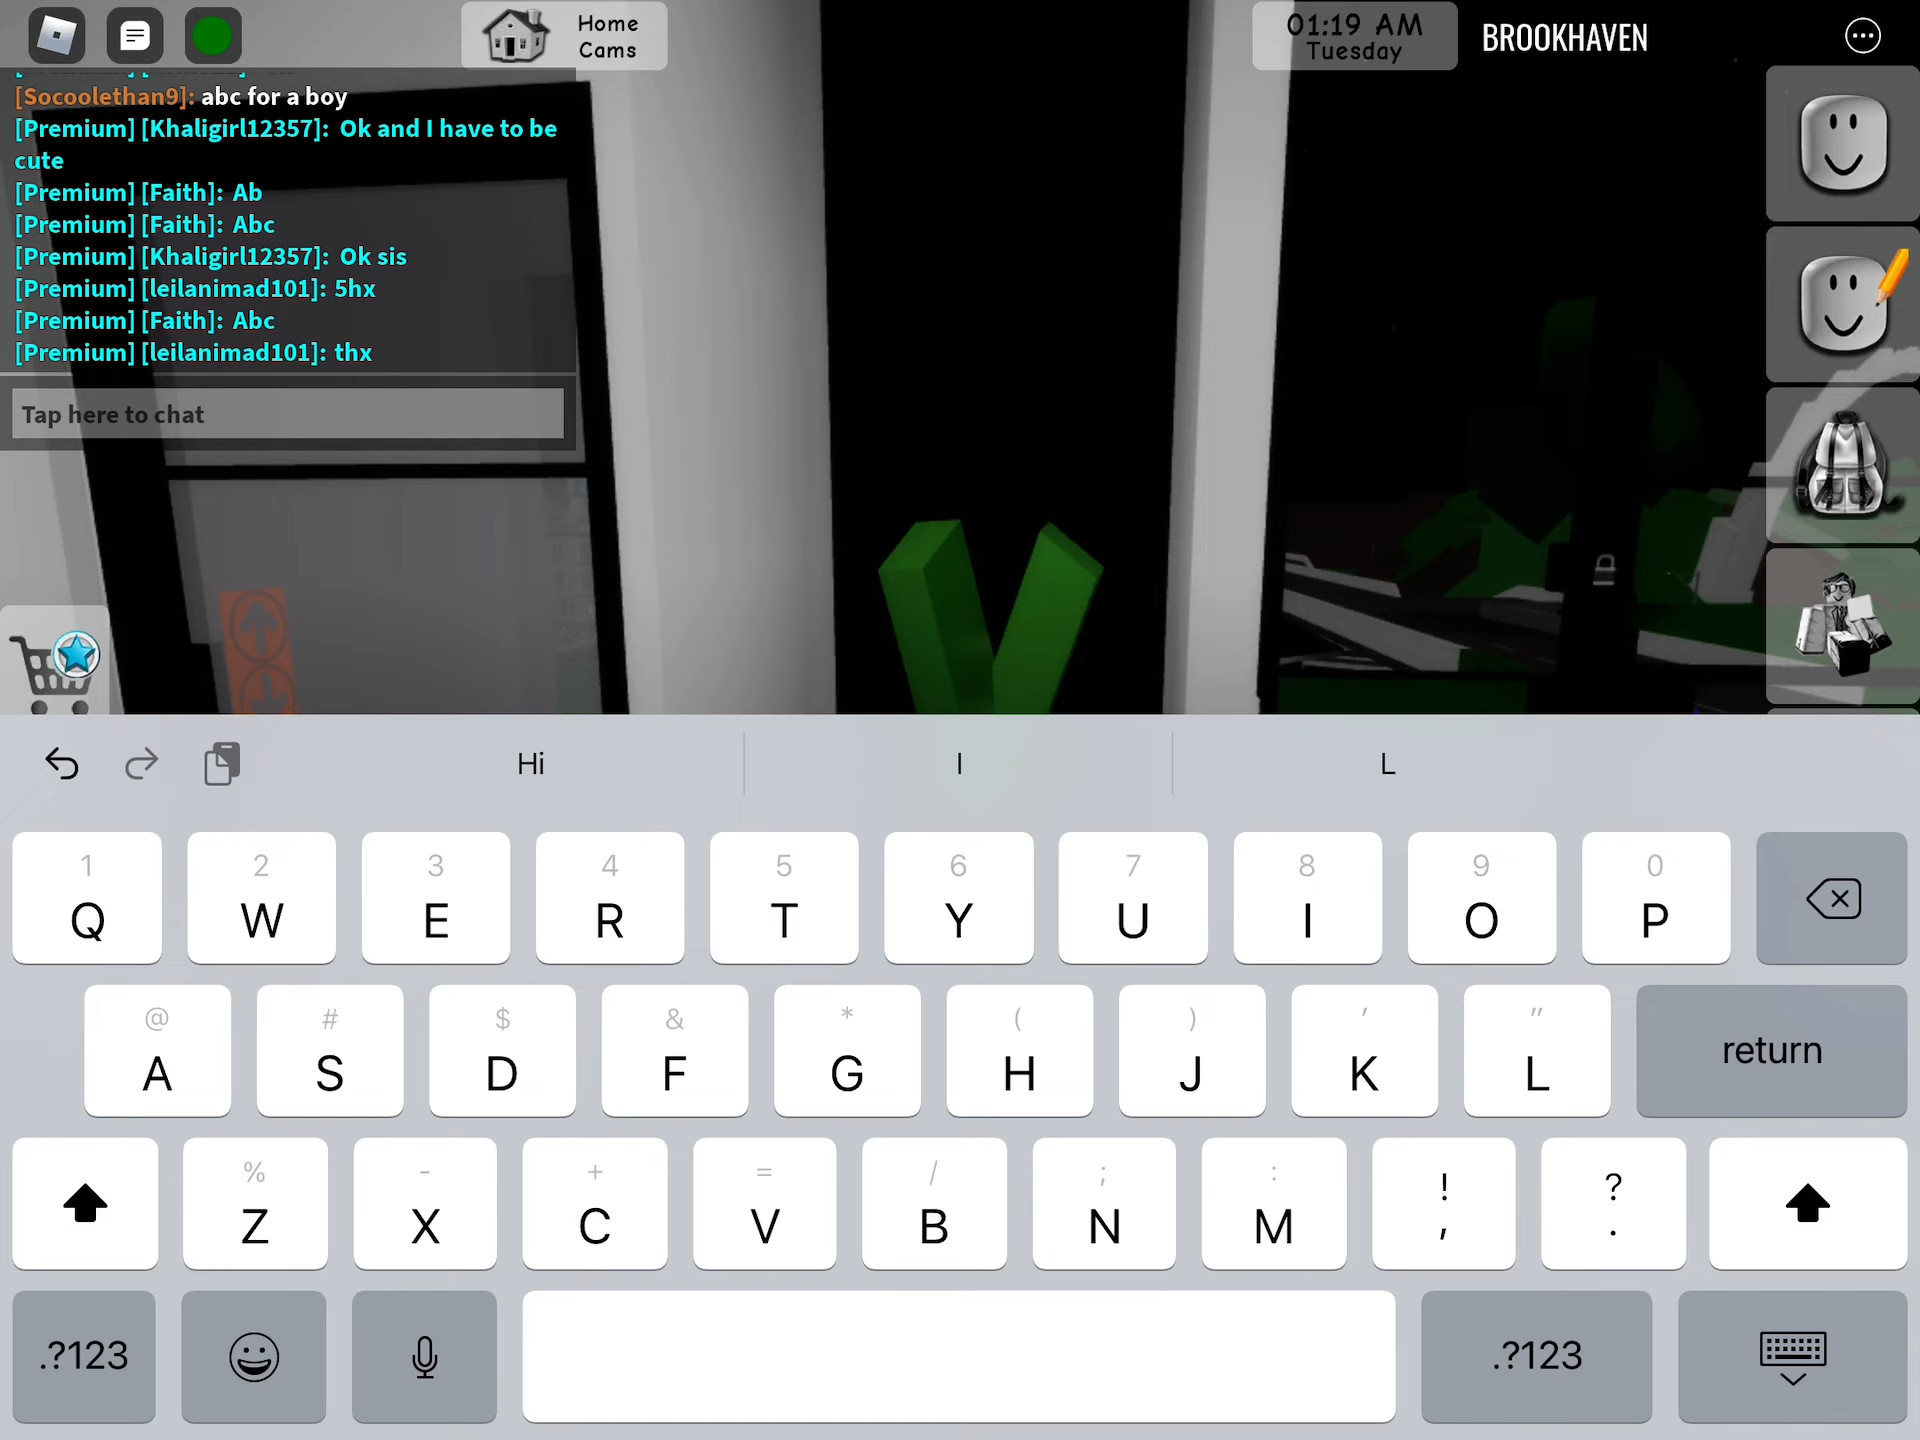 Home
Cams
01:19 AM
Tuesday
BROOKHAVEN
[Socoolethan9]: abc for a boy
[Premium] [Khaligirl12357]: Ok and I have to be
cute
[Premium] [Faith]: Ab
[Premium] [Faith]: Abc
[Premium] [Khaligirl12357]: Ok sis
[Premium] [leilanimad101]: 5hx
[Premium] [Faith]: Abc
[Premium] [leilanimad101]: thx
Tap here to chat
Hi I L
1 2 3 4 5 6 7 8 9 0
Q W E R T Y U I O P
@ # $ & * ( ) ' "
A S D F G H J K L return
% - + = / ; : ! ?
Z X C V B N M , .
.?123 .?123